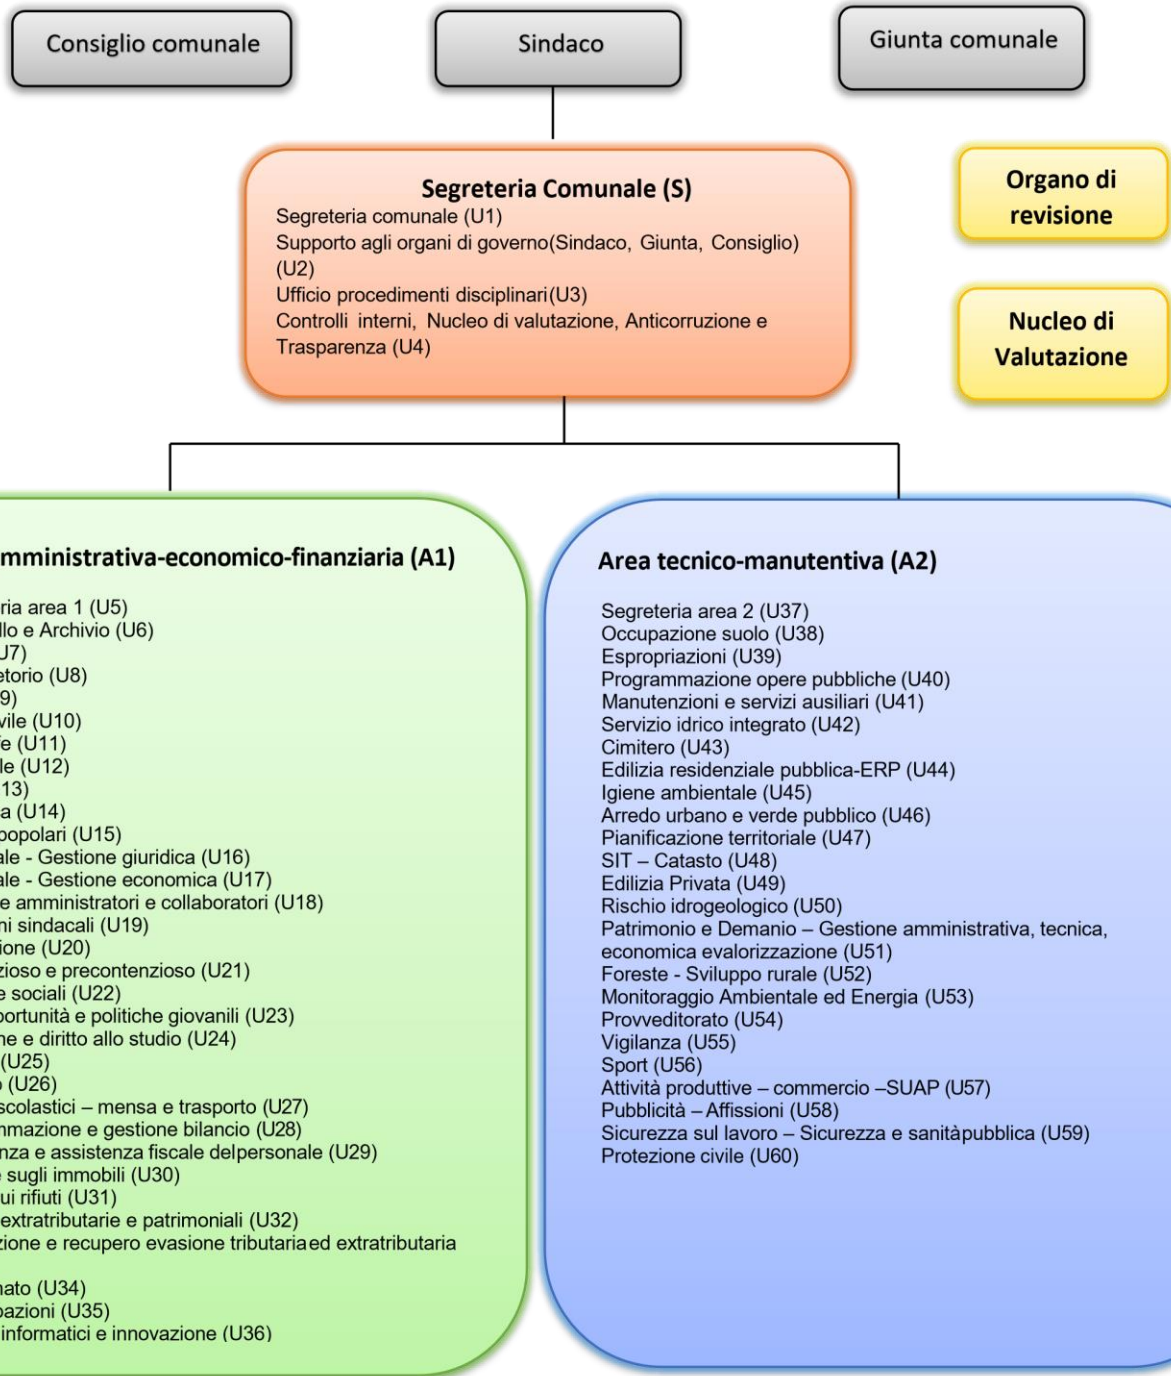 Consiglio comunale
Sindaco
Giunta comunale
Segreteria Comunale (S)
Segreteria comunale (U1)
Supporto agli organi di governo(Sindaco, Giunta, Consiglio)
(U2)
Ufficio procedimenti disciplinari(U3)
Controlli interni, Nucleo di valutazione, Anticorruzione e
Trasparenza (U4)
Organo di
revisione
Nucleo di
Valutazione
mministrativa-economico-finanziaria (A1)
ria area 1 (U5)
llo e Archivio (U6)
U7)
etorio (U8)
9)
vile (U10)
fe (U11)
le (U12)
13)
a (U14)
popolari (U15)
ale - Gestione giuridica (U16)
ale - Gestione economica (U17)
e amministratori e collaboratori (U18)
ni sindacali (U19)
ione (U20)
zioso e precontenzioso (U21)
e sociali (U22)
portunità e politiche giovanili (U23)
ne e diritto allo studio (U24)
(U25)
o (U26)
scolastici – mensa e trasporto (U27)
mmazione e gestione bilancio (U28)
nza e assistenza fiscale delpersonale (U29)
e sugli immobili (U30)
ui rifiuti (U31)
extratributarie e patrimoniali (U32)
zione e recupero evasione tributaria ed extratributaria
nato (U34)
pazioni (U35)
informatici e innovazione (U36)
Area tecnico-manutentiva (A2)
Segreteria area 2 (U37)
Occupazione suolo (U38)
Espropriazioni (U39)
Programmazione opere pubbliche (U40)
Manutenzioni e servizi ausiliari (U41)
Servizio idrico integrato (U42)
Cimitero (U43)
Edilizia residenziale pubblica-ERP (U44)
Igiene ambientale (U45)
Arredo urbano e verde pubblico (U46)
Pianificazione territoriale (U47)
SIT – Catasto (U48)
Edilizia Privata (U49)
Rischio idrogeologico (U50)
Patrimonio e Demanio – Gestione amministrativa, tecnica,
economica evalorizzazione (U51)
Foreste - Sviluppo rurale (U52)
Monitoraggio Ambientale ed Energia (U53)
Provveditorato (U54)
Vigilanza (U55)
Sport (U56)
Attività produttive – commercio –SUAP (U57)
Pubblicità – Affissioni (U58)
Sicurezza sul lavoro – Sicurezza e sanitàpubblica (U59)
Protezione civile (U60)